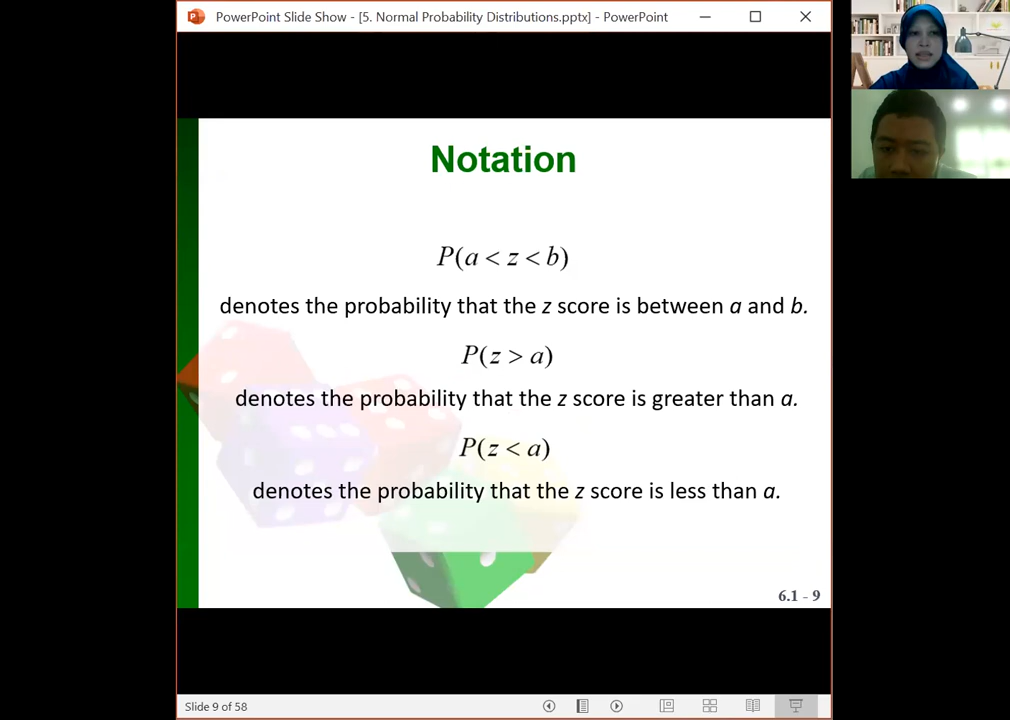 PowerPoint Slide Show - [5. Normal Probability Distributions.pptx] - PowerPoint
Notation
P(a < z < b)
denotes the probability that the z score is between a and b.
P(z > a)
denotes the probability that the z score is greater than a.
P(z < a)
denotes the probability that the z score is less than a.
6.1 - 9
Slide 9 of 58